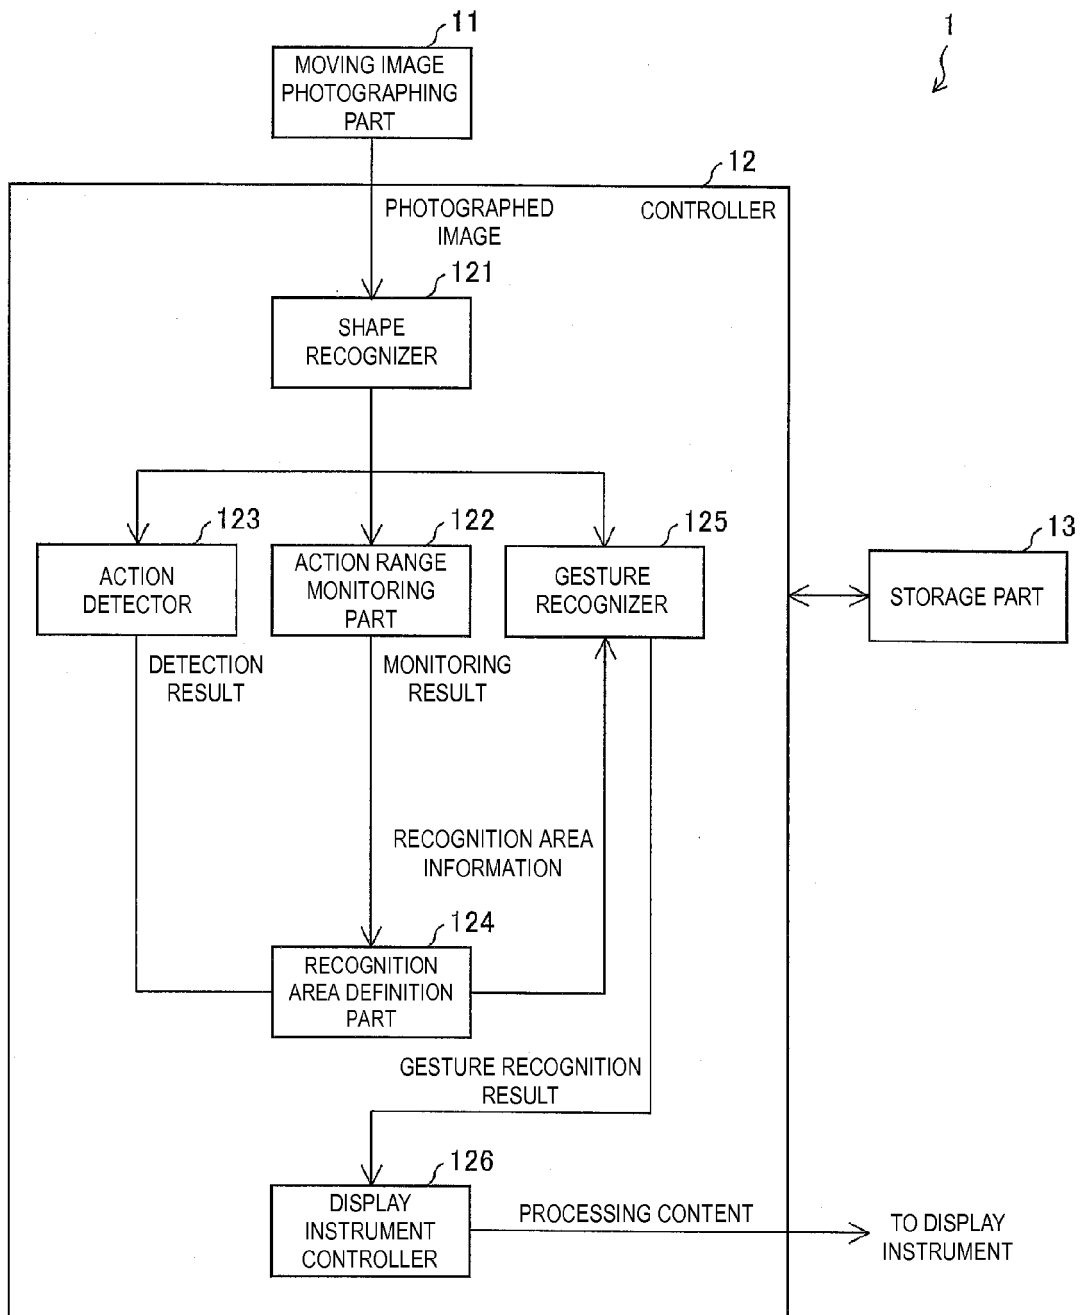 11
1
MOVING IMAGE
PHOTOGRAPHING
PART
12
PHOTOGRAPHED
IMAGE
CONTROLLER
121
SHAPE
RECOGNIZER
123
ACTION
DETECTOR
122
ACTION RANGE
MONITORING
PART
125
GESTURE
RECOGNIZER
13
STORAGE PART
DETECTION
RESULT
MONITORING
RESULT
RECOGNITION AREA
INFORMATION
124
RECOGNITION
AREA DEFINITION
PART
GESTURE RECOGNITION
RESULT
126
DISPLAY
INSTRUMENT
CONTROLLER
PROCESSING CONTENT
TO DISPLAY
INSTRUMENT